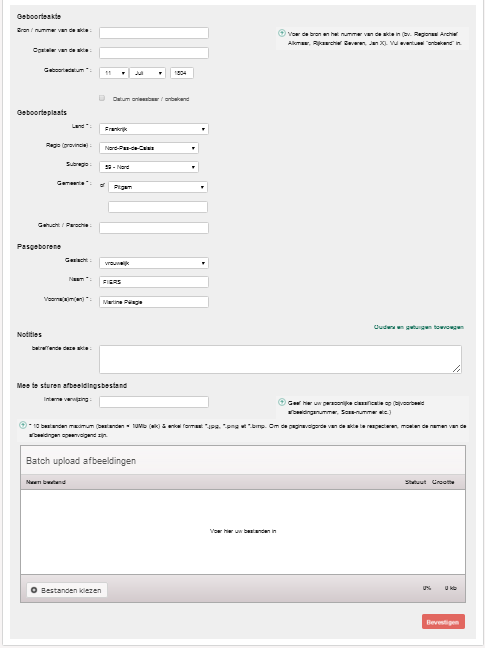 Geboorteakte
Bron / nummer van de akte :
Voer de bron en het nummer van de akte in (bv. Regionaal Archief
Alkmaar, Rijksarchief Beveren, Jan X). Vul eventueel "onbekend" in.
Opsteller van de akte :
Geboortedatum * : 11 Juli 1804
Datum onleesbaar / onbekend
Geboorteplaats
Land * : Frankrijk
Regio (provincie) : Nord-Pas-de-Calais
Subregio : 59 - Nord
Gemeente * : of Pitgam
Gehucht / Parochie :
Pasgeborene
Geslacht : vrouwelijk
Naam * : FIERS
Voorna(a)m(en) * : Martine Pélagie
Ouders en getuigen toevoegen
Notities
betreffende deze akte :
Mee te sturen afbeeldingsbestand
Interne verwijzing :
Geef hier uw persoonlijke classificatie op (bijvoorbeeld
afbeeldingsnummer, Sosa-nummer etc.)
* 10 bestanden maximum (bestanden < 10Mb (elk) & enkel formaat *.jpg, *.png et *.bmp. Om de paginavolgorde van de akte te respecteren, moeten de namen van de
afbeeldingen opeenvolgend zijn.
Batch upload afbeeldingen
Naam bestand Statuut Grootte
Voer hier uw bestanden in
Bestanden kiezen 0% 0 kb
Bevestigen